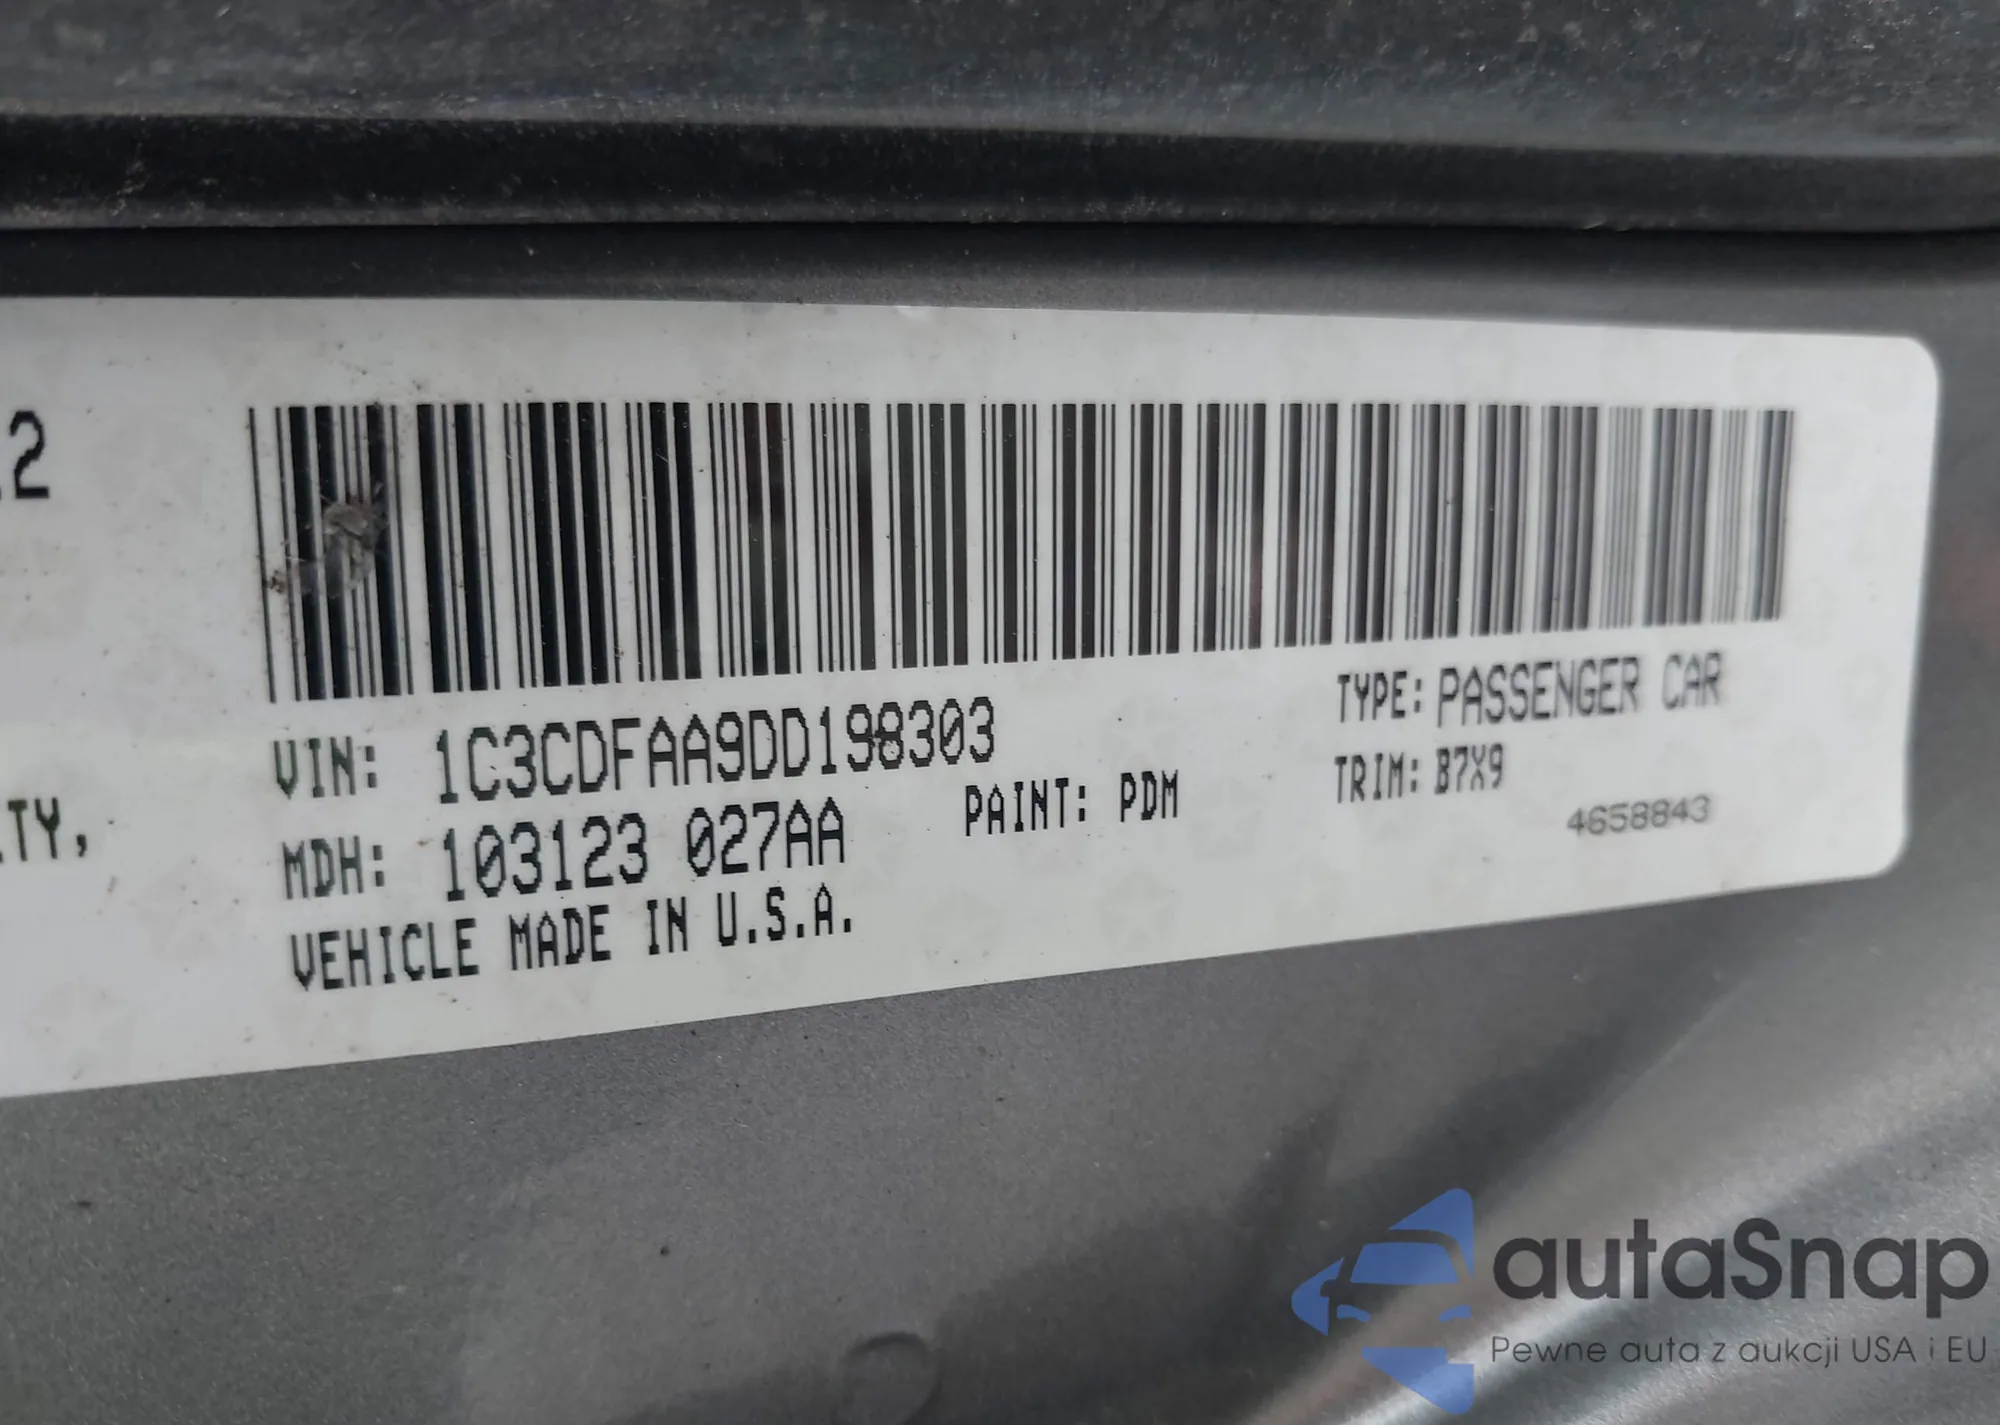 .2
TY,
VIN: 1C3CDFAA9DD198303
TYPE: PASSENGER CAR
MDH: 103123 027AA
PAINT: PDM
TRIM: B7X9
4658843
VEHICLE MADE IN U.S.A.
autaSnap
Pewne auta z aukcji USA i EU